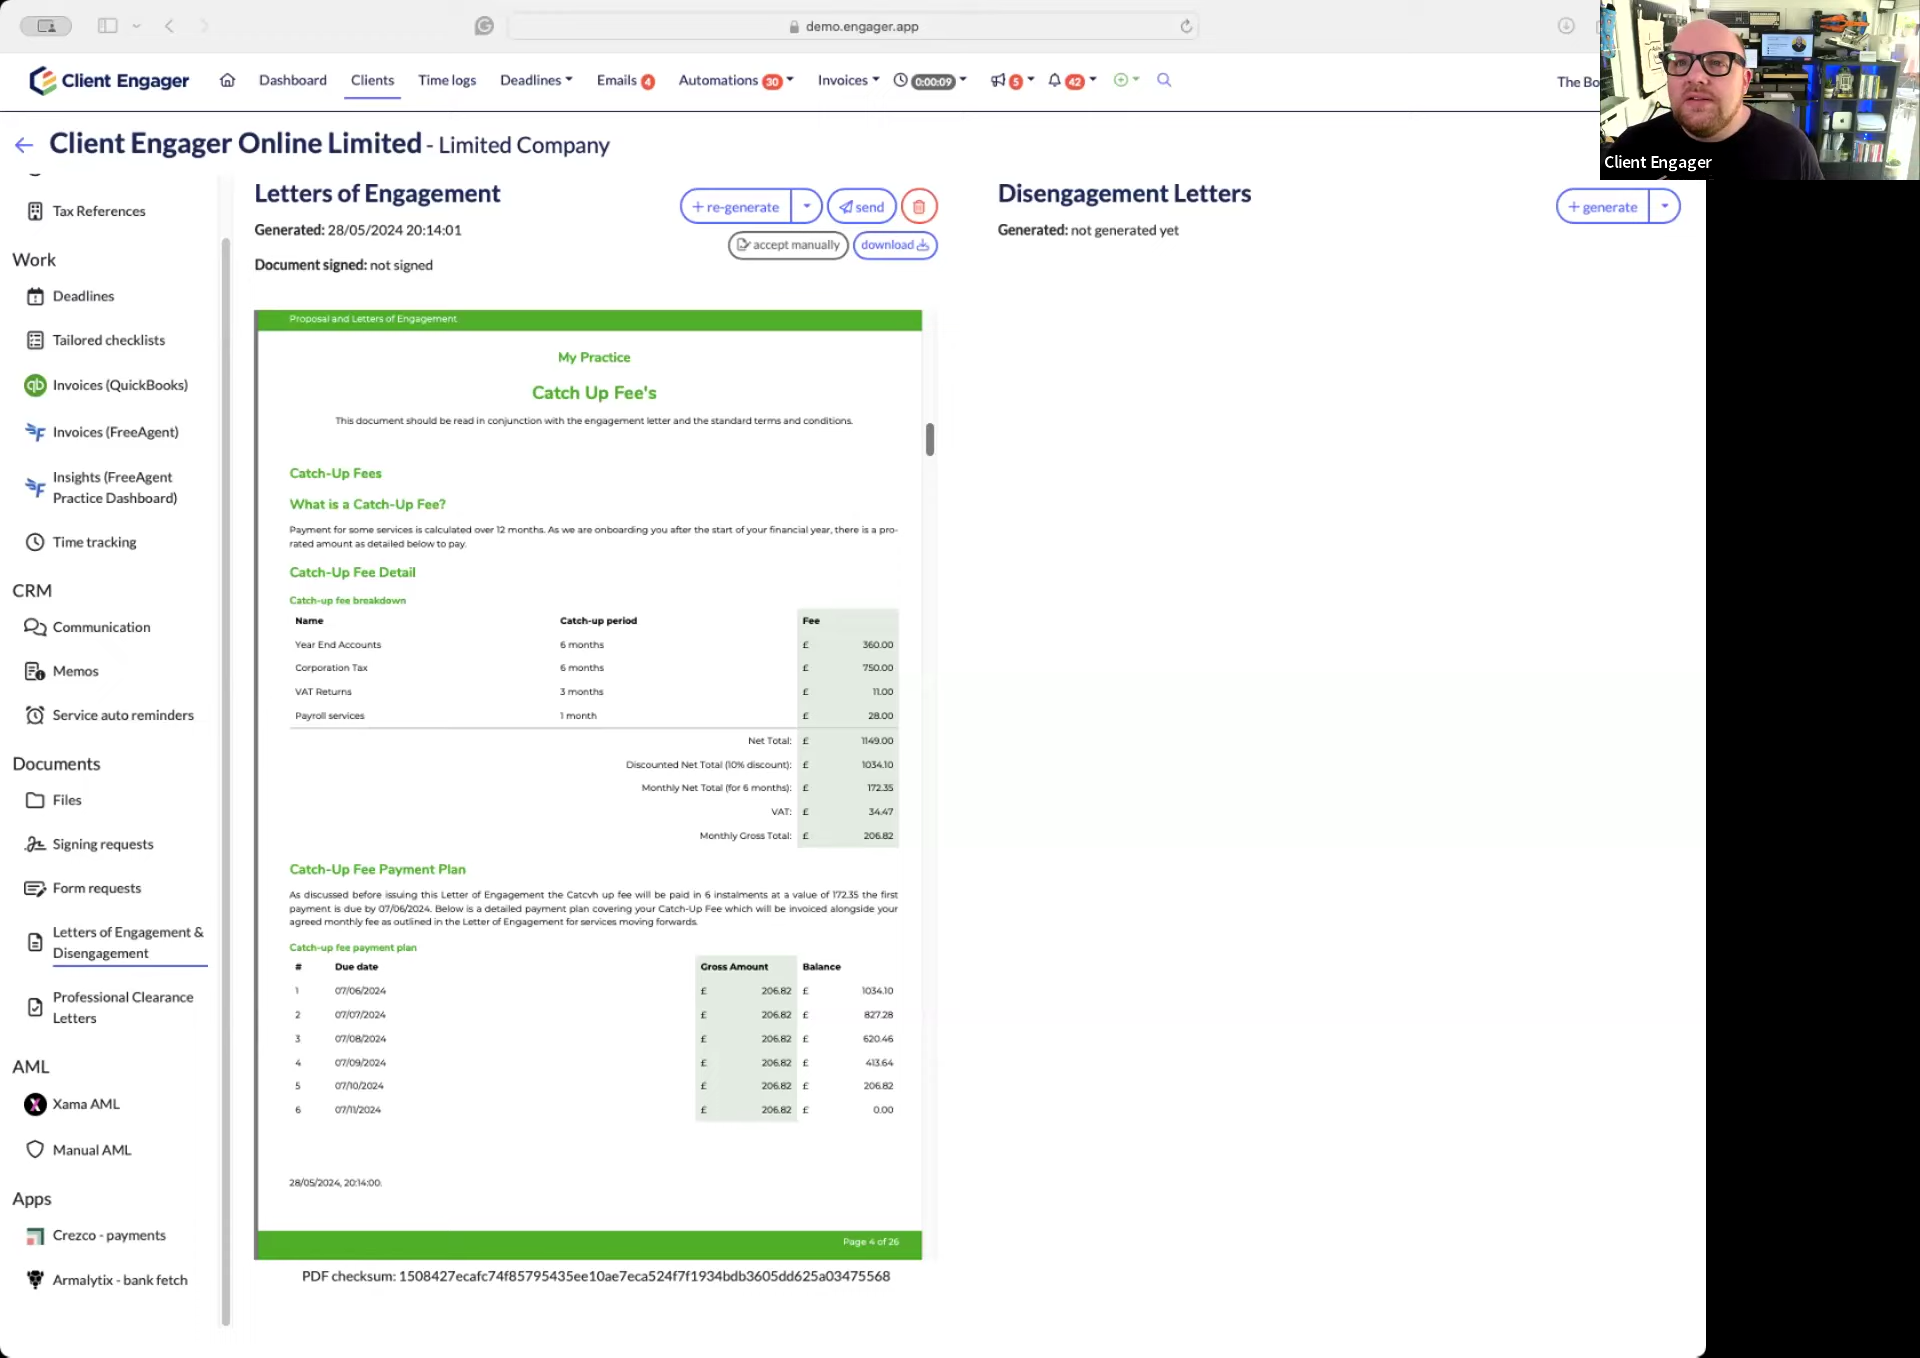 demo.engager.app
Client Engager
Dashboard
Clients
Time logs
Deadlines
Emails 4
Automations 30
Invoices
0:00:09
5
42
The Bo
Client Engager
Client Engager Online Limited - Limited Company
Tax References
Work
Deadlines
Tailored checklists
qb Invoices (QuickBooks)
Invoices (FreeAgent)
Insights (FreeAgent
Practice Dashboard)
Time tracking
CRM
Communication
Memos
Service auto reminders
Documents
Files
Signing requests
Form requests
Letters of Engagement &
Disengagement
Professional Clearance
Letters
AML
Xama AML
Manual AML
Apps
Crezco - payments
Armalytix - bank fetch
Letters of Engagement
+ re-generate
send
Generated: 28/05/2024 20:14:01
accept manually
download
Document signed: not signed
Disengagement Letters
+ generate
Generated: not generated yet
Proposal and Letters of Engagement
My Practice
Catch Up Fee's
This document should be read in conjunction with the engagement letter and the standard terms and conditions.
Catch-Up Fees
What is a Catch-Up Fee?
Payment for some services is calculated over 12 months. As we are onboarding you after the start of your financial year, there is a pro-
rated amount as detailed below to pay.
Catch-Up Fee Detail
Catch-up fee breakdown
Name Catch-up period Fee
Year End Accounts 6 months £ 360.00
Corporation Tax 6 months £ 750.00
VAT Returns 3 months £ 11.00
Payroll services 1 month £ 28.00
Net Total: £ 1149.00
Discounted Net Total (10% discount): £ 1034.10
Monthly Net Total (for 6 months): £ 172.35
VAT: £ 34.47
Monthly Gross Total: £ 206.82
Catch-Up Fee Payment Plan
As discussed before issuing this Letter of Engagement the Catcvh up fee will be paid in 6 instalments at a value of 172.35 the first
payment is due by 07/06/2024. Below is a detailed payment plan covering your Catch-Up Fee which will be invoiced alongside your
agreed monthly fee as outlined in the Letter of Engagement for services moving forwards.
Catch-up fee payment plan
# Due date Gross Amount Balance
1 07/06/2024 £ 206.82 £ 1034.10
2 07/07/2024 £ 206.82 £ 827.28
3 07/08/2024 £ 206.82 £ 620.46
4 07/09/2024 £ 206.82 £ 413.64
5 07/10/2024 £ 206.82 £ 206.82
6 07/11/2024 £ 206.82 £ 0.00
28/05/2024, 20:14:00.
Page 4 of 26
PDF checksum: 1508427ecafc74f85795435ee10ae7eca524f7f1934bdb3605dd625a03475568